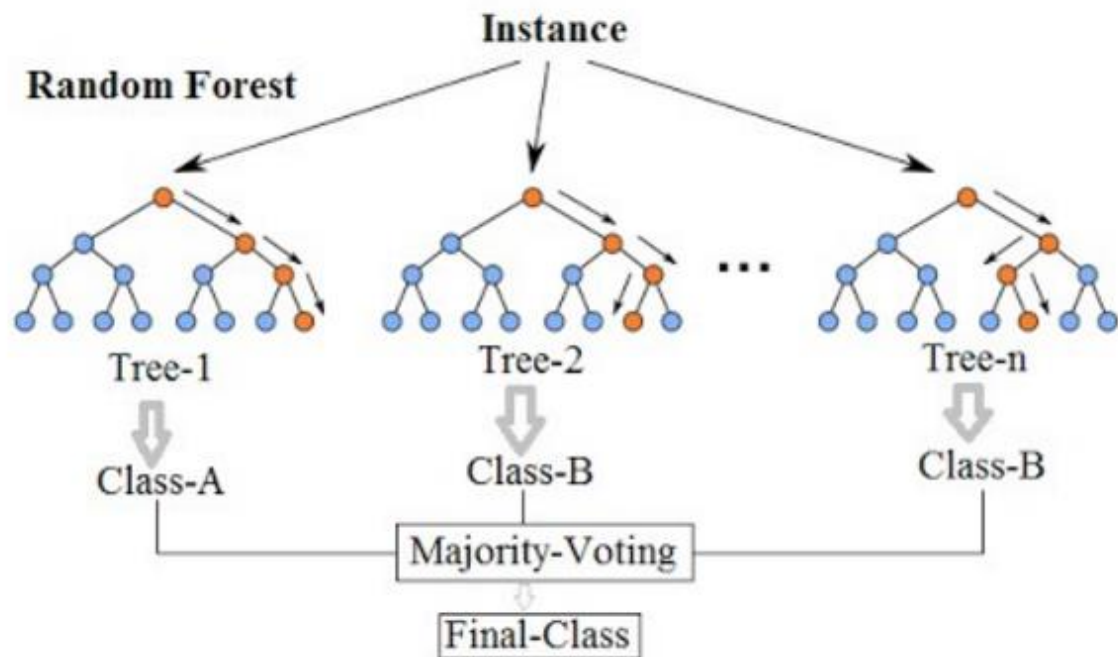 Instance
Random Forest
...
Tree-1
Tree-2
Tree-n
Class-A
Class-B
Class-B
Majority-Voting
Final-Class